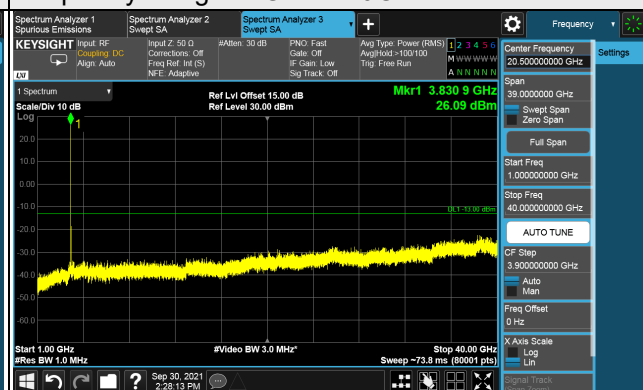 Spectrum Analyzer 1
Spurious Emissions
Spectrum Analyzer 2
Swept SA
Spectrum Analyzer 3
Swept SA
+
Frequency
KEYSIGHT
Input: RF
Coupling: DC
Align: Auto
Input Z: 50 Ω
Corrections: Off
Freq Ref: Int (S)
NFE: Adaptive
#Atten: 30 dB
PNO: Fast
Gate: Off
IF Gain: Low
Sig Track: Off
Avg Type: Power (RMS)
Avg|Hold:>100/100
Trig: Free Run
1 2 3 4 5 6
M W W W W W
A N N N N N
LXI
Center Frequency
20.500000000 GHz
Settings
Span
39.0000000 GHz
Swept Span
Zero Span
Full Span
Start Freq
1.000000000 GHz
Stop Freq
40.000000000 GHz
AUTO TUNE
CF Step
3.900000000 GHz
Auto
Man
Freq Offset
0 Hz
X Axis Scale
Log
Lin
Signal Track
1 Spectrum
Scale/Div 10 dB
Log
Ref Lvl Offset 15.00 dB
Ref Level 30.00 dBm
Mkr1 3.830 9 GHz
26.09 dBm
1
20.0
10.0
0.00
-10.0
DL1 -13.00 dBm
-20.0
-30.0
-40.0
-50.0
-60.0
Start 1.00 GHz
#Res BW 1.0 MHz
#Video BW 3.0 MHz*
Stop 40.00 GHz
Sweep ~73.8 ms (80001 pts)
?
Sep 30, 2021
2:28:13 PM